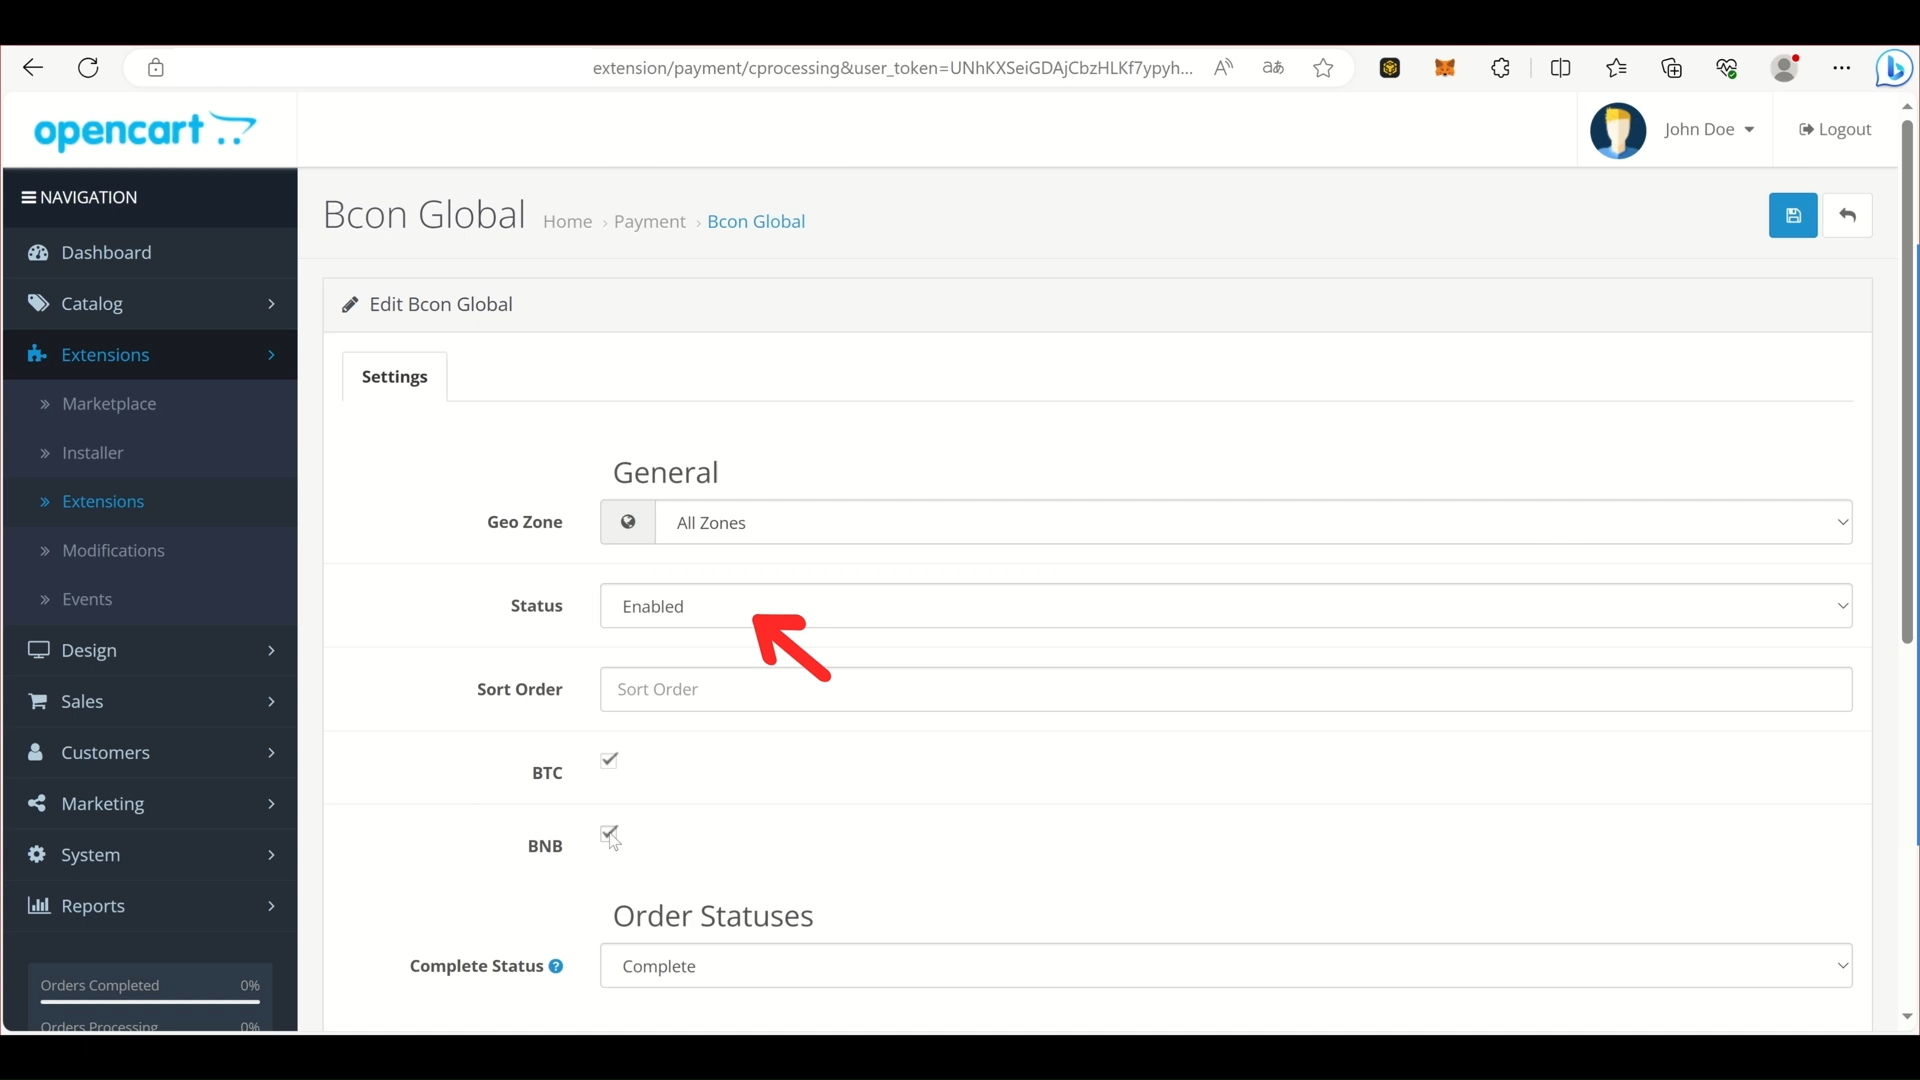 extension/payment/cprocessing&user_token=UNhKXSeiGDAjCbzHLKf7ypyh...
opencart
John Doe
Logout
NAVIGATION
Bcon Global
Home › Payment › Bcon Global
Dashboard
Catalog
Edit Bcon Global
Extensions
Settings
Marketplace
Installer
General
Extensions
Geo Zone
All Zones
Modifications
Events
Status
Enabled
Design
Sort Order
Sort Order
Sales
Customers
BTC
Marketing
BNB
System
Reports
Order Statuses
Complete Status
Complete
Orders Completed 0%
Orders Processing 0%